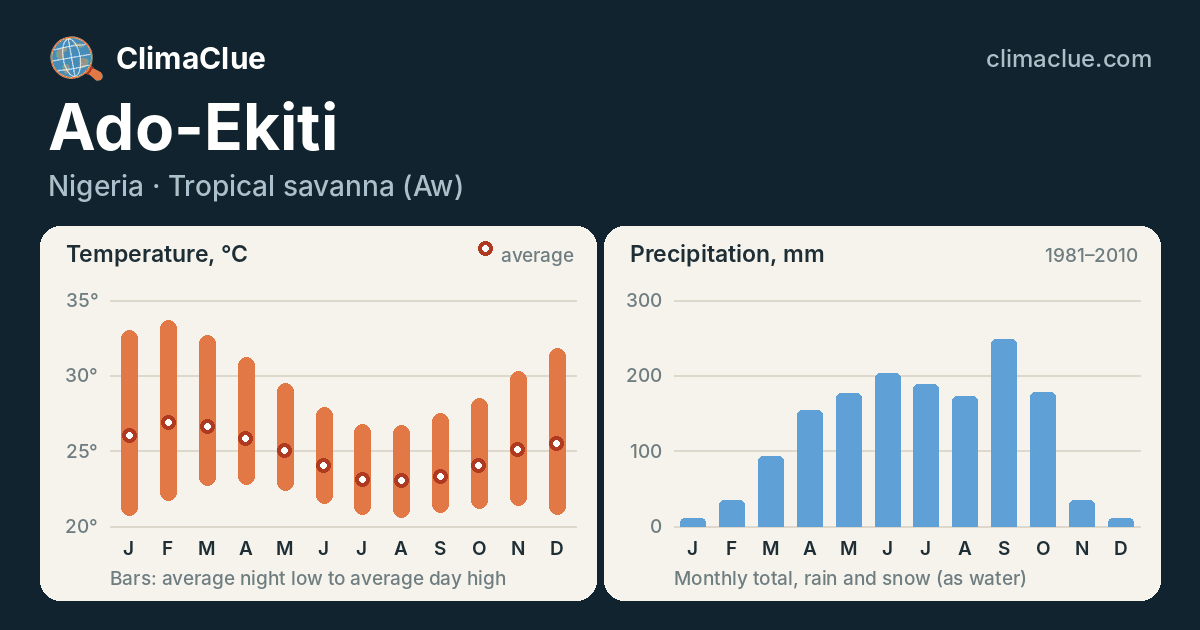 ClimaClue
climaclue.com
Ado-Ekiti
Nigeria · Tropical savanna (Aw)
Temperature, °C
average
35°
30°
25°
20°
J F M A M J J A S O N D
Bars: average night low to average day high
Precipitation, mm
1981–2010
300
200
100
0
J F M A M J J A S O N D
Monthly total, rain and snow (as water)